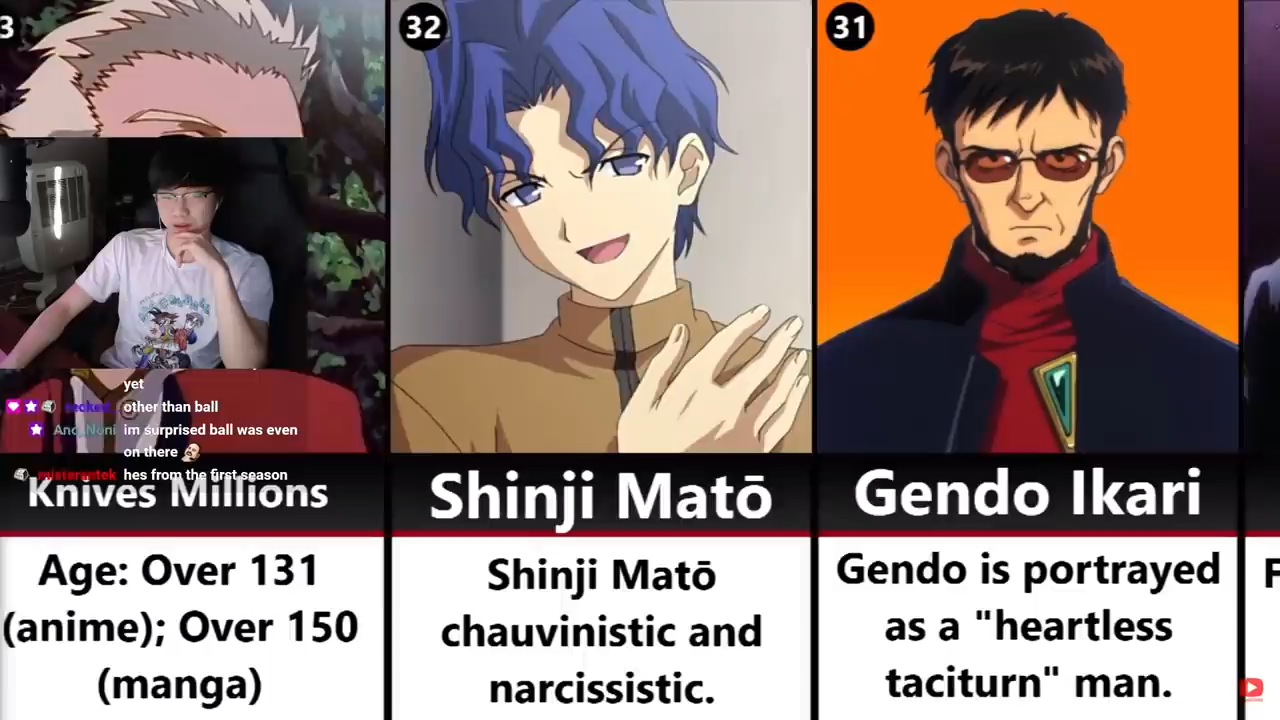 3
32
31
yet
recked other than ball
im surprised ball was even
on there
misterantek hes from the first season
Knives Millions
Shinji Matō
Gendo Ikari
Age: Over 131
(anime); Over 150
(manga)
Shinji Matō
chauvinistic and
narcissistic.
Gendo is portrayed
as a "heartless
taciturn" man.
F